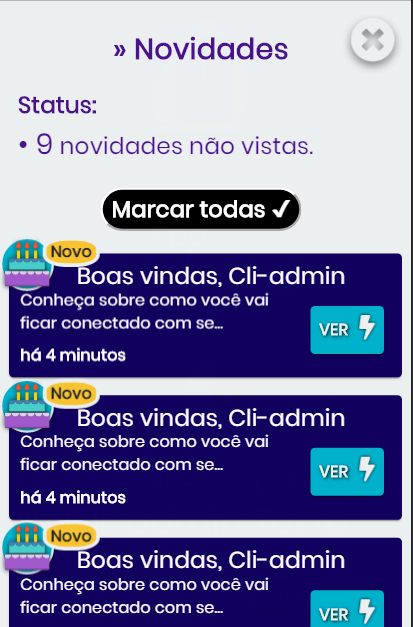 » Novidades
Status:
• 9 novidades não vistas.
Marcar todas ✔
Novo
Boas vindas, Cli-admin
Conheça sobre como você vai
ficar conectado com se...
VER
há 4 minutos
Novo
Boas vindas, Cli-admin
Conheça sobre como você vai
ficar conectado com se...
VER
há 4 minutos
Novo
Boas vindas, Cli-admin
Conheça sobre como você vai
ficar conectado com se...
VER